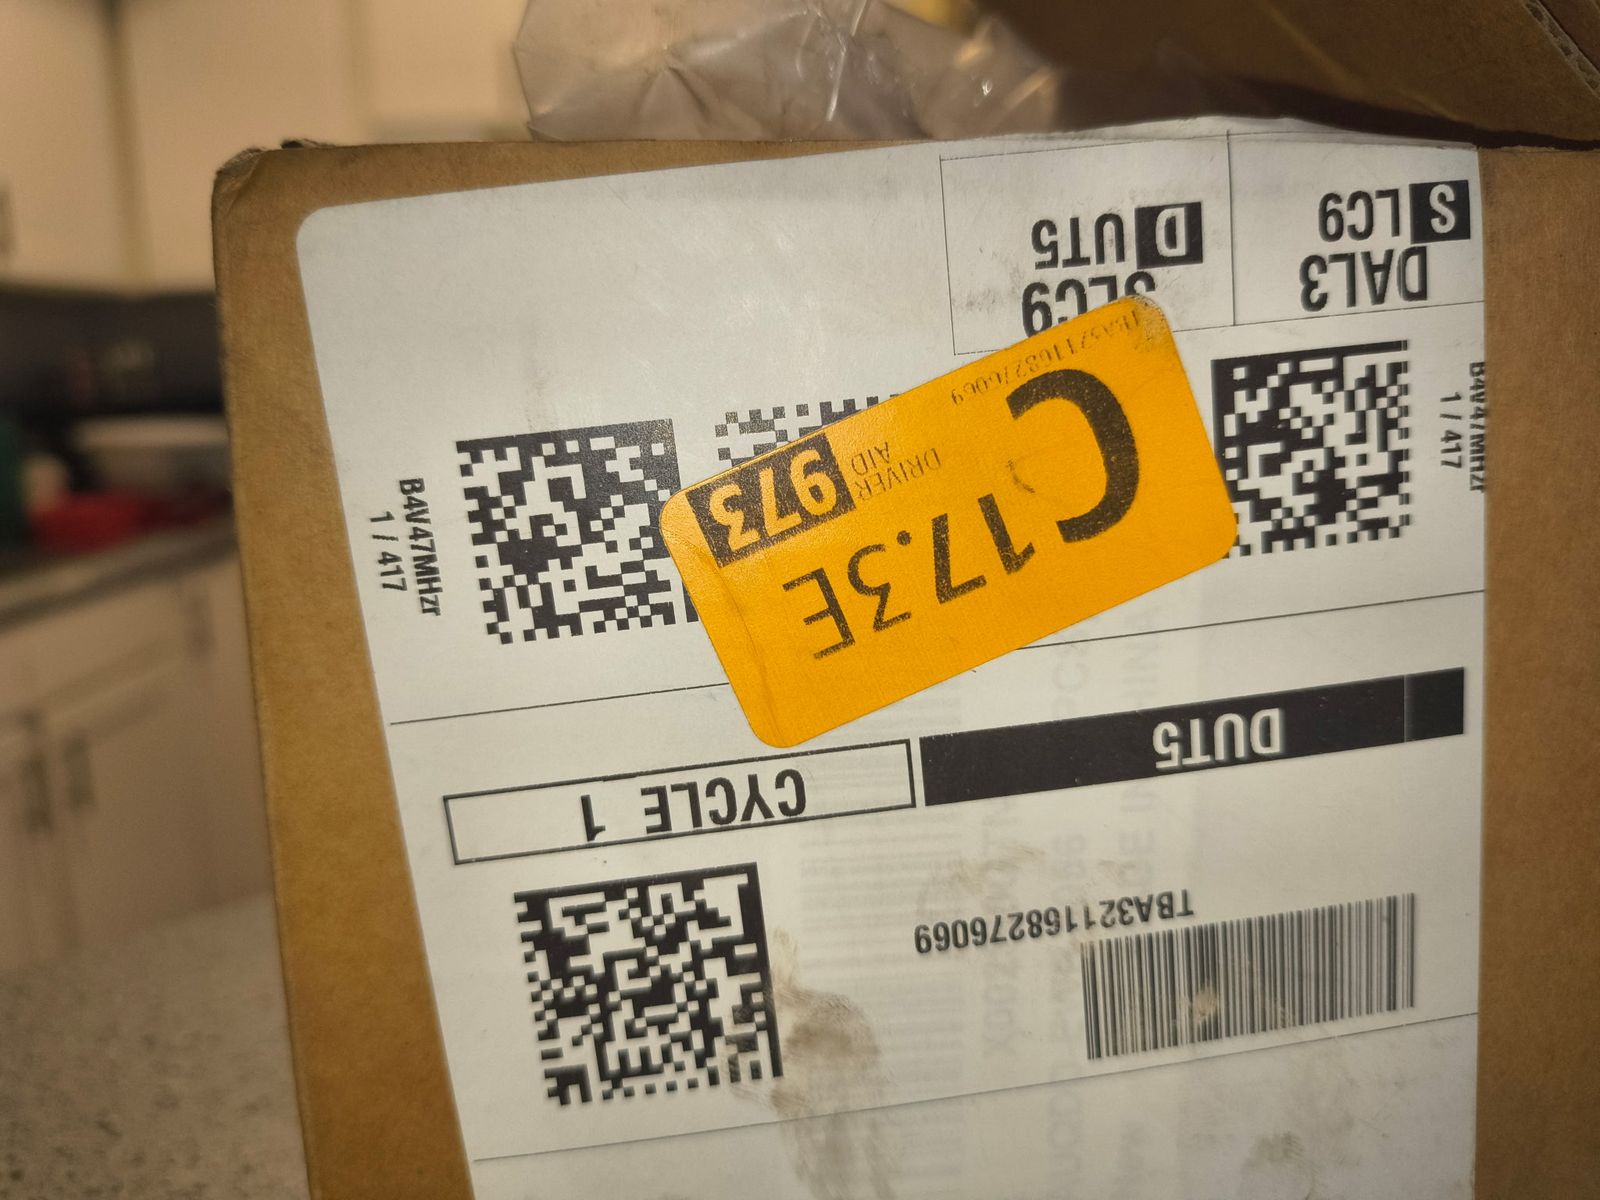 TBA321168276069
DUT5
CYCLE 1
C 17.3E
DRIVER
AID
973
TBA321168276069
B4V47MHzr
1 / 417
B4V47MHzr
1 / 417
DAL3
S LC9
SLC9
D UT5